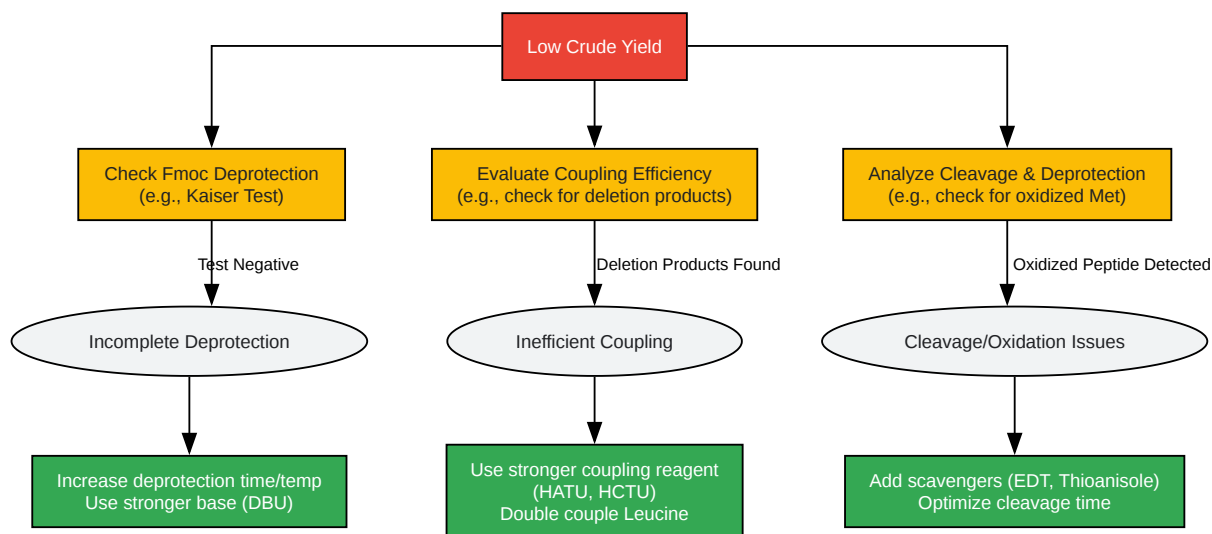 Low Crude Yield
Check Fmoc Deprotection
(e.g., Kaiser Test)
Evaluate Coupling Efficiency
(e.g., check for deletion products)
Analyze Cleavage & Deprotection
(e.g., check for oxidized Met)
Test Negative
Deletion Products Found
Oxidized Peptide Detected
Incomplete Deprotection
Inefficient Coupling
Cleavage/Oxidation Issues
Increase deprotection time/temp
Use stronger base (DBU)
Use stronger coupling reagent
(HATU, HCTU)
Double couple Leucine
Add scavengers (EDT, Thioanisole)
Optimize cleavage time